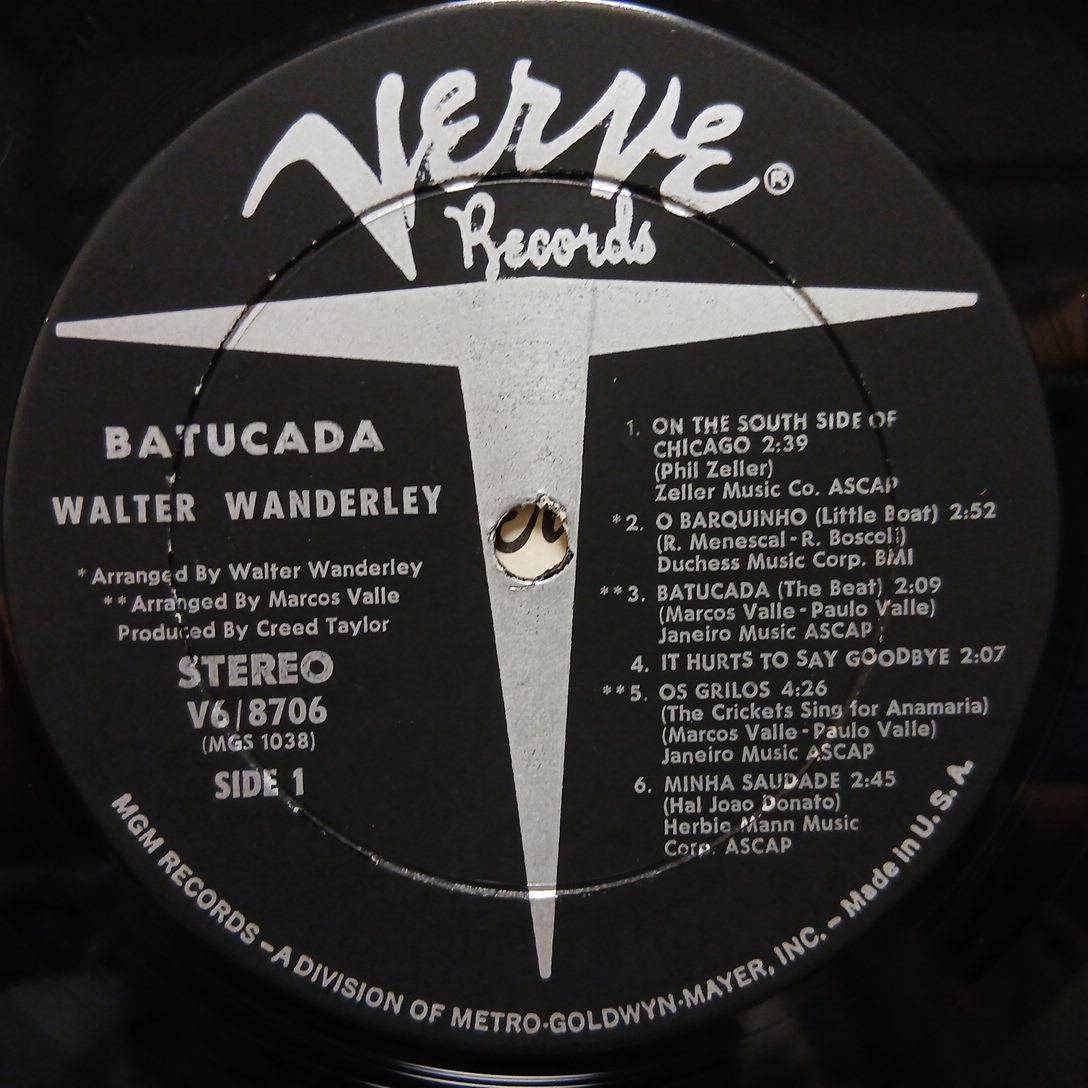 Verve®
Records
BATUCADA
WALTER WANDERLEY
*Arranged By Walter Wanderley
**Arranged By Marcos Valle
Produced By Creed Taylor
STEREO
V6/8706
(MGS 1038)
SIDE 1
1. ON THE SOUTH SIDE OF
CHICAGO 2:39
(Phil Zeller)
Zeller Music Co. ASCAP
*2. O BARQUINHO (Little Boat) 2:52
(R. Menescal-R. Boscoli)
Duchess Music Corp. BMI
**3. BATUCADA (The Beat) 2:09
(Marcos Valle-Paulo Valle)
Janeiro Music ASCAP
4. IT HURTS TO SAY GOODBYE 2:07
**5. OS GRILOS 4:26
(The Crickets Sing for Anamaria)
(Marcos Valle-Paulo Valle)
Janeiro Music ASCAP
6. MINHA SAUDADE 2:45
(Hal Joao Donato)
Herbie Mann Music
Corp. ASCAP
MGM RECORDS – A DIVISION OF METRO-GOLDWYN-MAYER, INC. – Made in U.S.A.